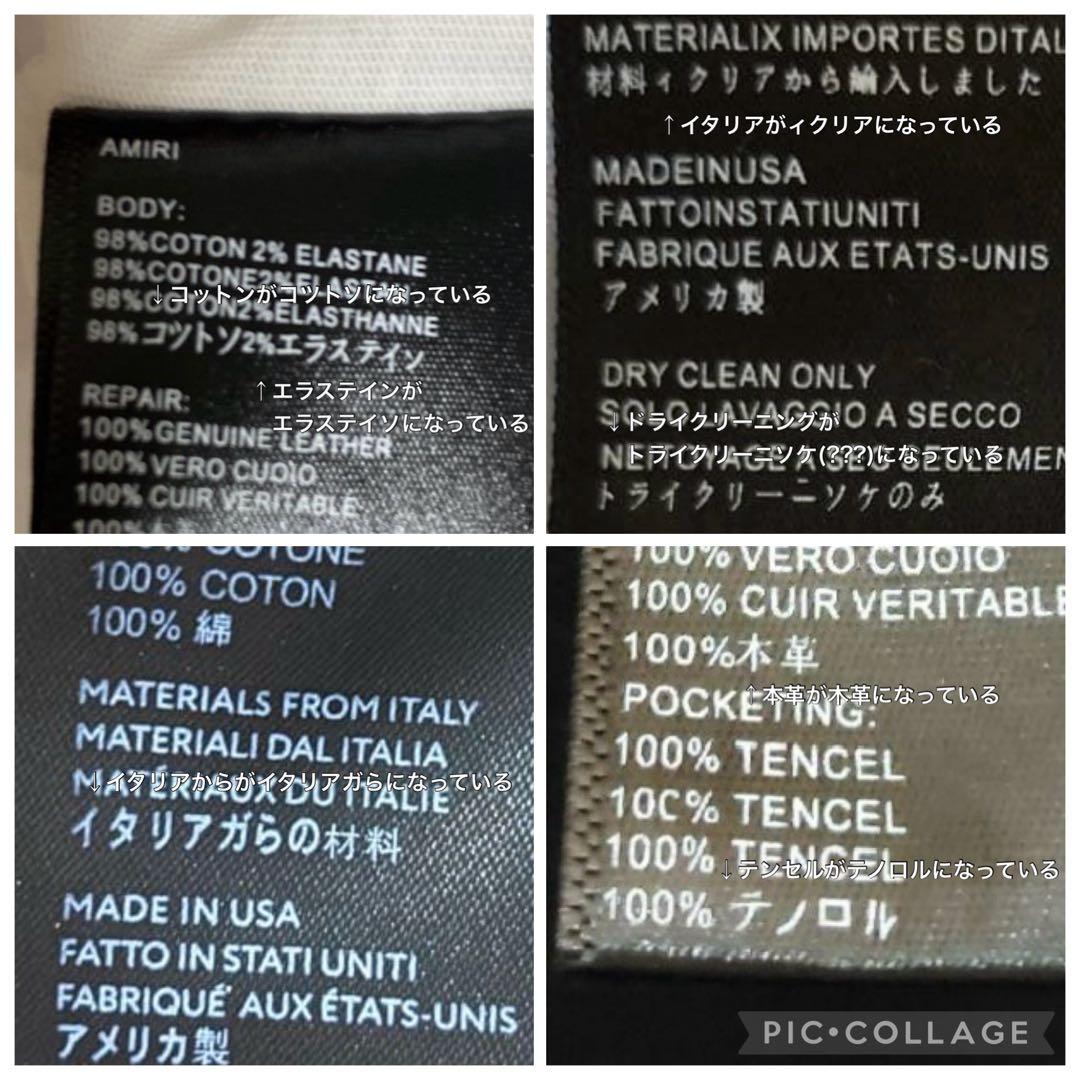 AMIRI
BODY:
98%COTON 2% ELASTANE
98%COTONE2%
↓コットンがコツトソになっている
98%COTON2%ELASTHANNE
98%コツトソ2%エラステイソ
↑エラステインが
エラステイソになっている
REPAIR:
100%GENUINE LEATHER
100%VERO CUOIO
100% CUIR VERITABLE
100%
MATERIALIX IMPORTES DITAL
材料ィクリアから輸入しました
↑イタリアがィクリアになっている
MADEINUSA
FATTOINSTATIUNITI
FABRIQUE AUX ETATS-UNIS
アメリカ製
DRY CLEAN ONLY
SOLO LAVAGGIO A SECCO
↓ドライクリーニングが
トライクリーニソケ(???)になっている
トライクリーニソケのみ
COTONE
100% COTON
100% 綿
MATERIALS FROM ITALY
MATERIALI DAL ITALIA
MATÉRIAUX DU ITALIE
↓イタリアからがイタリアガらになっている
イタリアガらの材料
MADE IN USA
FATTO IN STATI UNITI
FABRIQUÉ AUX ÉTATS-UNIS
アメリカ製
100% VERO CUOIO
100% CUIR VERITABLE
100%木革
↑本革が木革になっている
POCKETING:
100% TENCEL
10C% TENCEL
100% TENCEL
↓テンセルがテノロルになっている
100% テノロル
PIC•COLLAGE